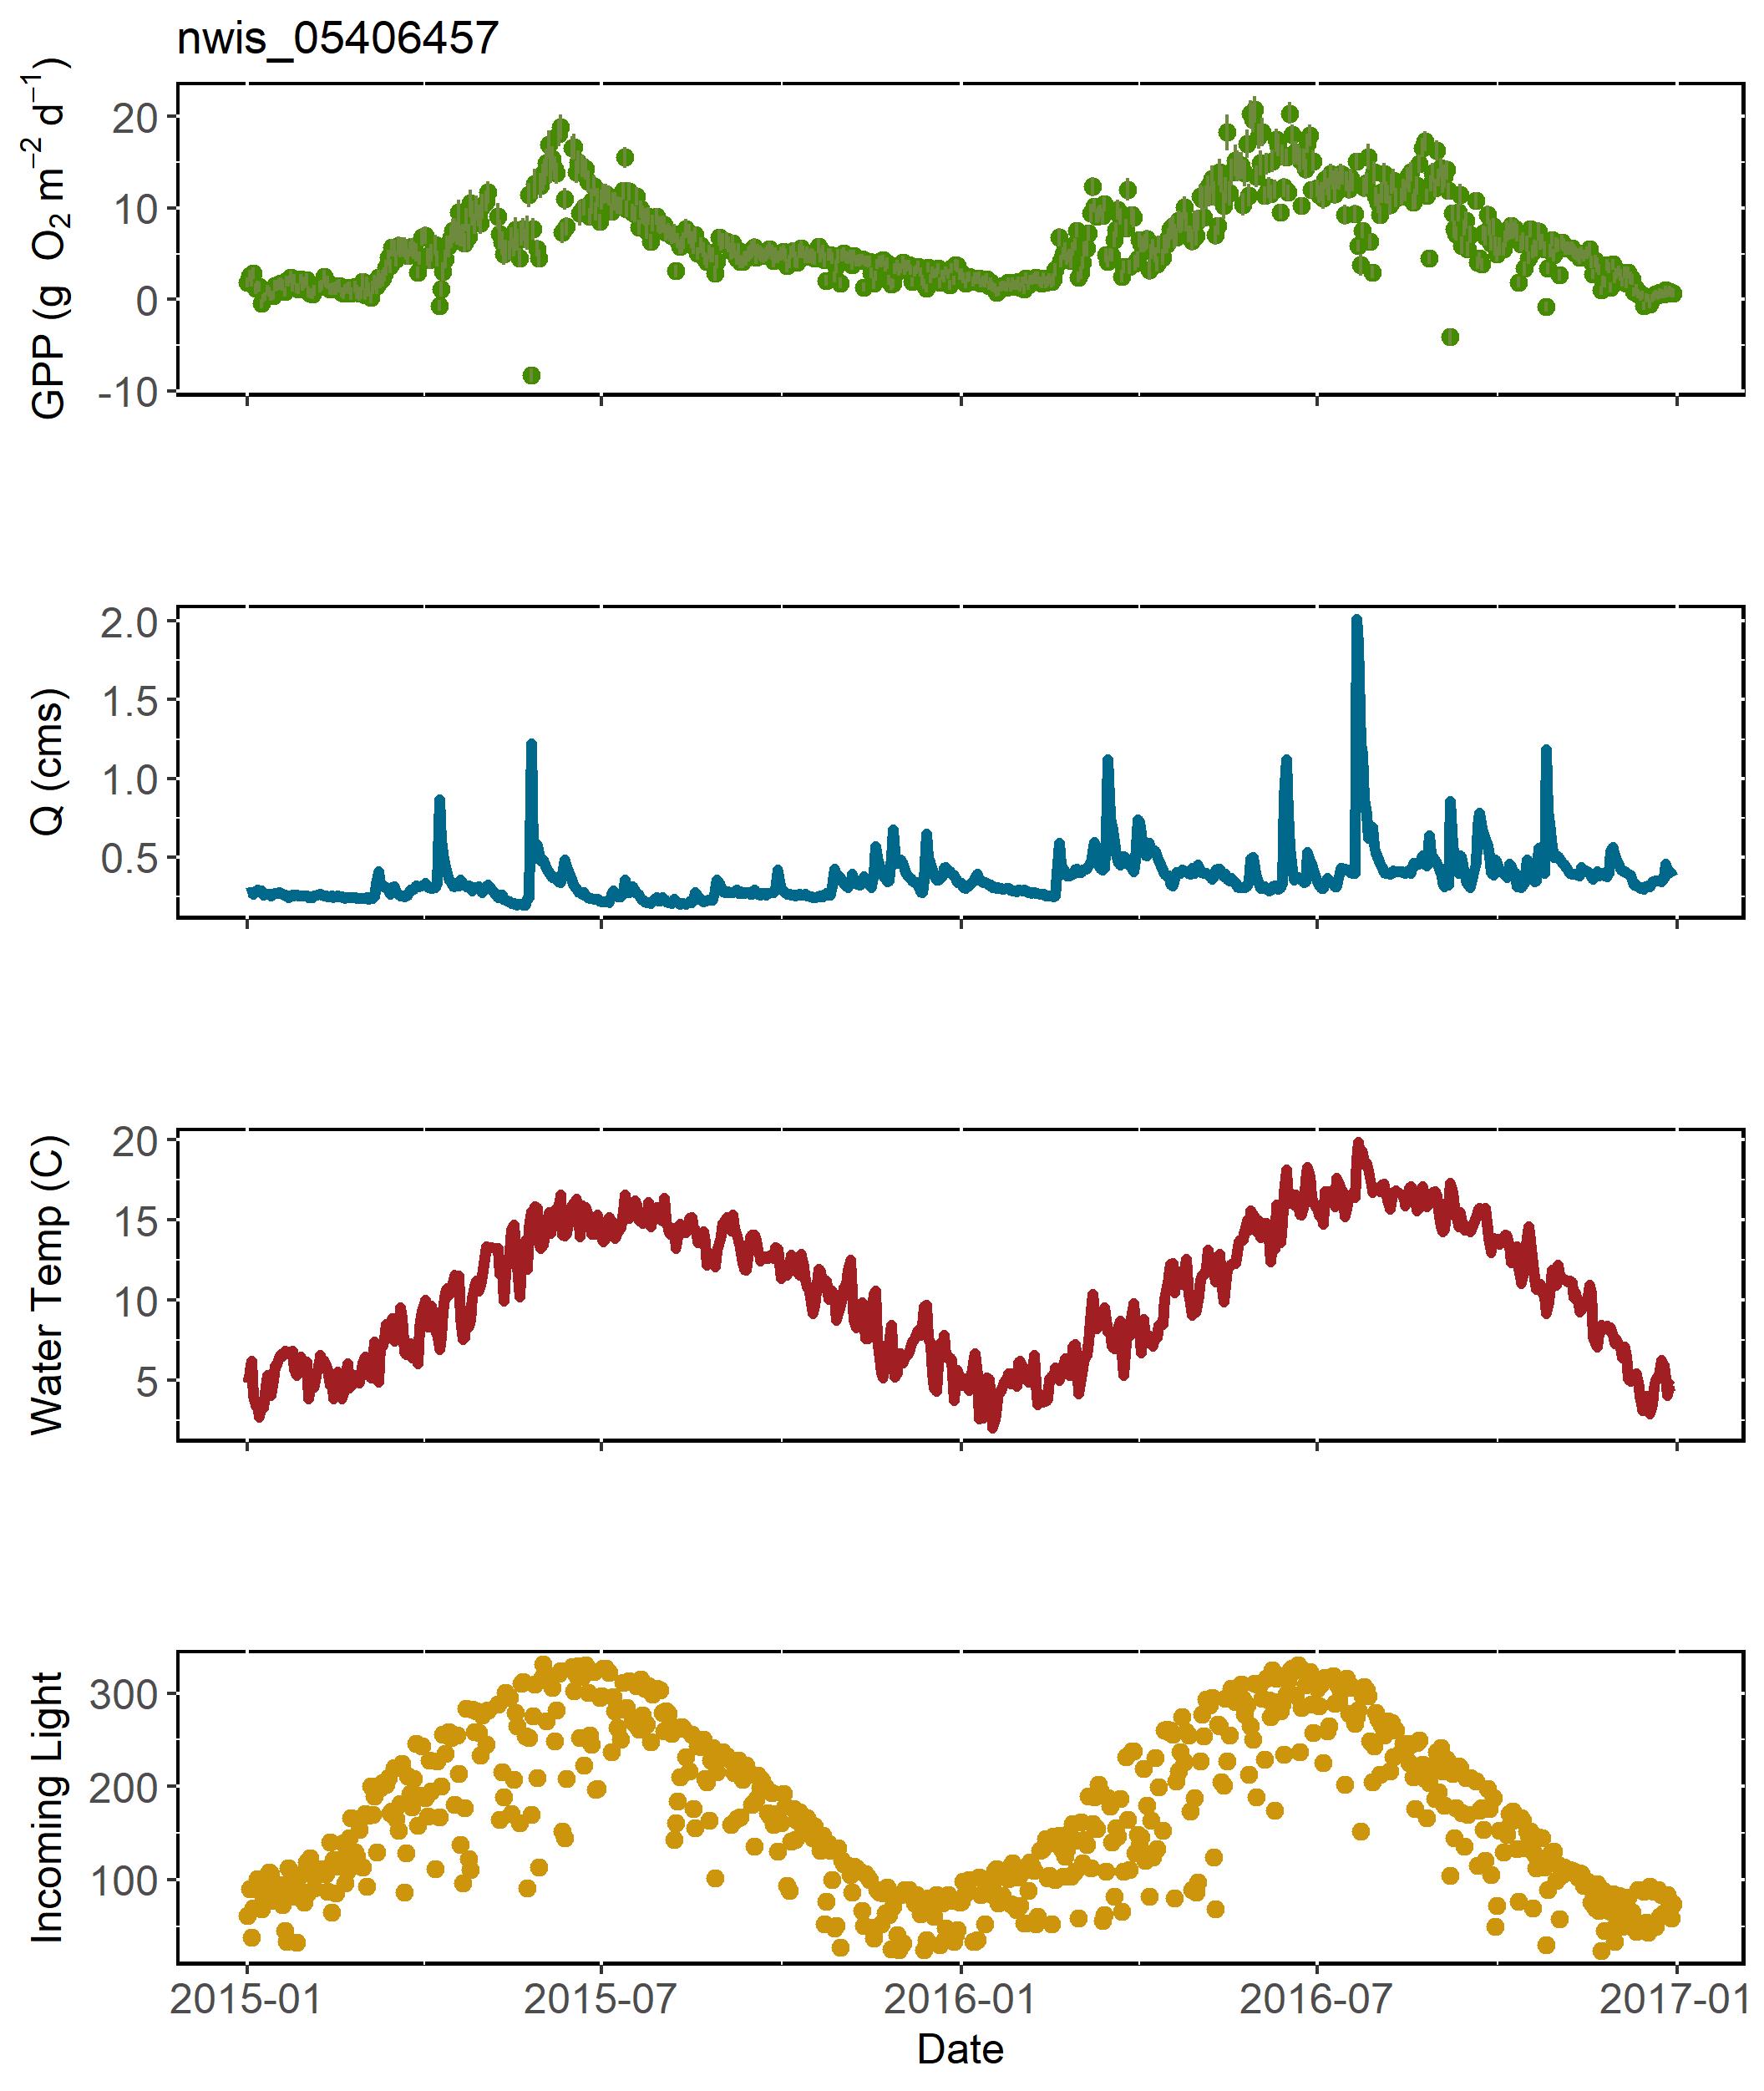 nwis_05406457
GPP (g O₂ m⁻² d⁻¹)
20
10
0
-10
Q (cms)
2.0
1.5
1.0
0.5
Water Temp (C)
20
15
10
5
Incoming Light
300
200
100
2015-01 2015-07 2016-01 2016-07 2017-01
Date